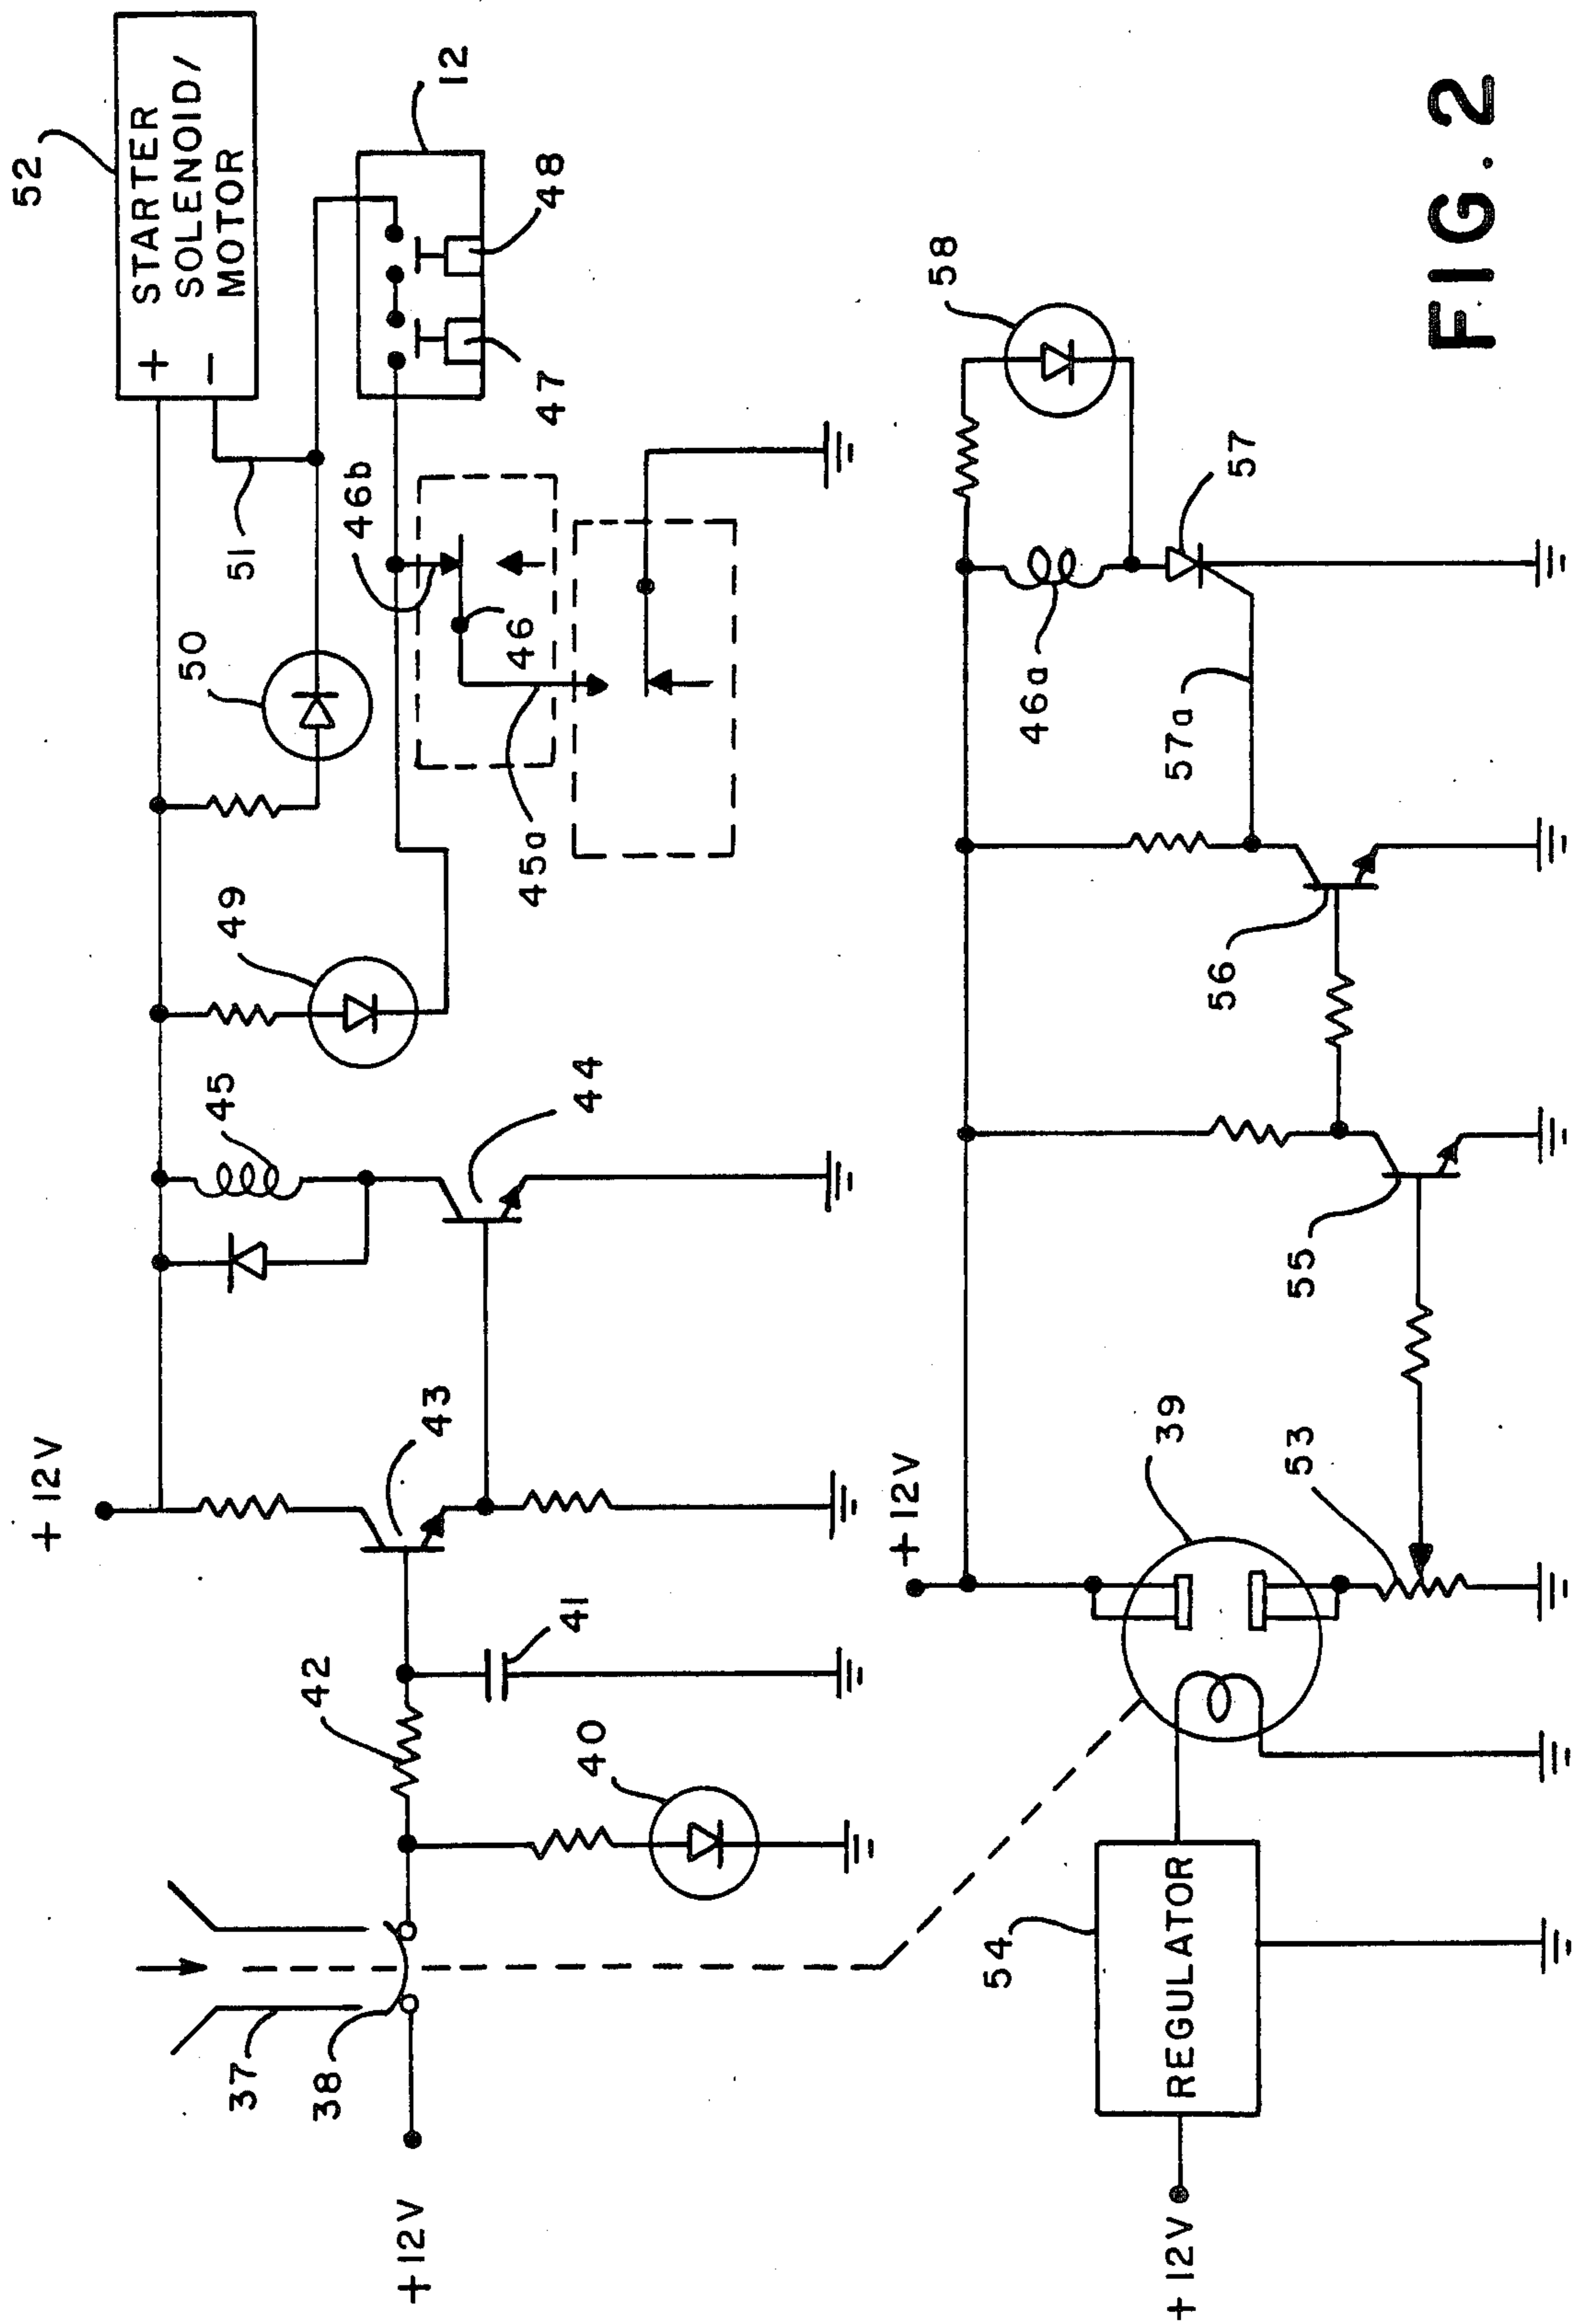 52
STARTER
SOLENOID/
MOTOR
+
−
12
48
47
51
50
46b
46
45a
49
45
44
+12V
43
42
41
40
37
38
+12V
58
57
46a
57a
56
55
+12V
39
53
54
REGULATOR
+12V
FIG. 2